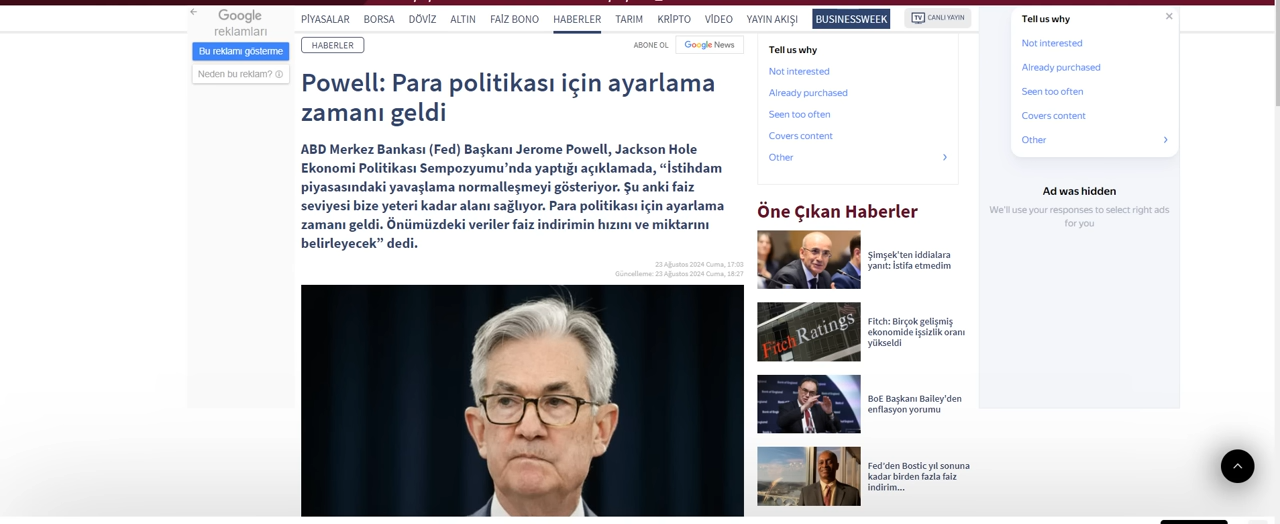 Google
reklamları
Bu reklamı gösterme
Neden bu reklam?
PİYASALAR BORSA DÖVİZ ALTIN FAİZ BONO HABERLER TARIM KRİPTO VİDEO YAYIN AKIŞI BUSINESSWEEK TV CANLI YAYIN
HABERLER
ABONE OL Google News
Powell: Para politikası için ayarlama
zamanı geldi
ABD Merkez Bankası (Fed) Başkanı Jerome Powell, Jackson Hole
Ekonomi Politikası Sempozyumu’nda yaptığı açıklamada, “İstihdam
piyasasındaki yavaşlama normalleşmeyi gösteriyor. Şu anki faiz
seviyesi bize yeteri kadar alanı sağlıyor. Para politikası için ayarlama
zamanı geldi. Önümüzdeki veriler faiz indirimin hızını ve miktarını
belirleyecek” dedi.
23 Ağustos 2024 Cuma, 17:03
Güncelleme: 23 Ağustos 2024 Cuma, 18:27
Tell us why
Not interested
Already purchased
Seen too often
Covers content
Other
Öne Çıkan Haberler
Şimşek'ten iddialara
yanıt: İstifa etmedim
FitchRatings
Fitch: Birçok gelişmiş
ekonomide işsizlik oranı
yükseldi
BoE Başkanı Bailey'den
enflasyon yorumu
Fed'den Bostic yıl sonuna
kadar birden fazla faiz
indirim...
Tell us why
Not interested
Already purchased
Seen too often
Covers content
Other
Ad was hidden
We'll use your responses to select right ads
for you